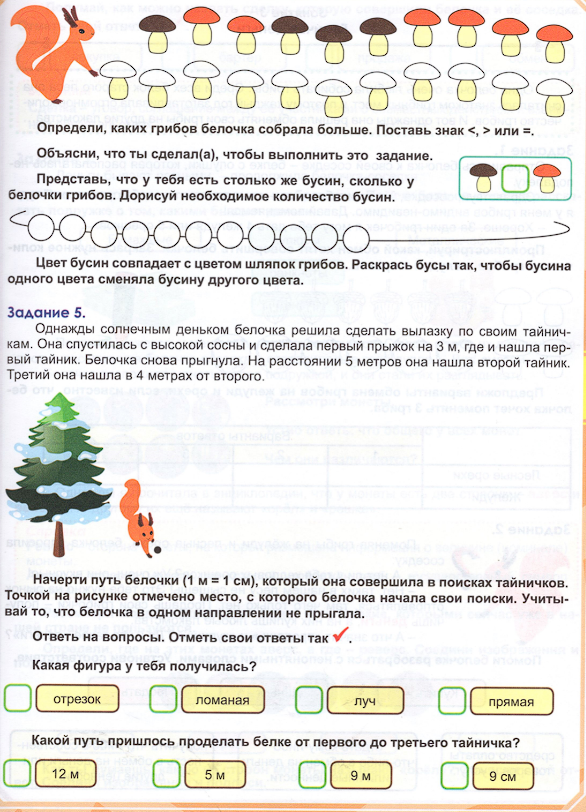 Определи, каких грибов белочка собрала больше. Поставь знак <, > или =.
Объясни, что ты сделал(а), чтобы выполнить это задание.
Представь, что у тебя есть столько же бусин, сколько у
белочки грибов. Дорисуй необходимое количество бусин.
Цвет бусин совпадает с цветом шляпок грибов. Раскрась бусы так, чтобы бусина
одного цвета сменяла бусину другого цвета.
Задание 5.
Однажды солнечным деньком белочка решила сделать вылазку по своим тайнич-
кам. Она спустилась с высокой сосны и сделала первый прыжок на 3 м, где и нашла пер-
вый тайник. Белочка снова прыгнула. На расстоянии 5 метров она нашла второй тайник.
Третий она нашла в 4 метрах от второго.
Начерти путь белочки (1 м = 1 см), который она совершила в поисках тайничков.
Точкой на рисунке отмечено место, с которого белочка начала свои поиски. Учиты-
вай то, что белочка в одном направлении не прыгала.
Ответь на вопросы. Отметь свои ответы так ✓
Какая фигура у тебя получилась?
отрезок ломаная луч прямая
Какой путь пришлось проделать белке от первого до третьего тайничка?
12 м 5 м 9 м 9 см